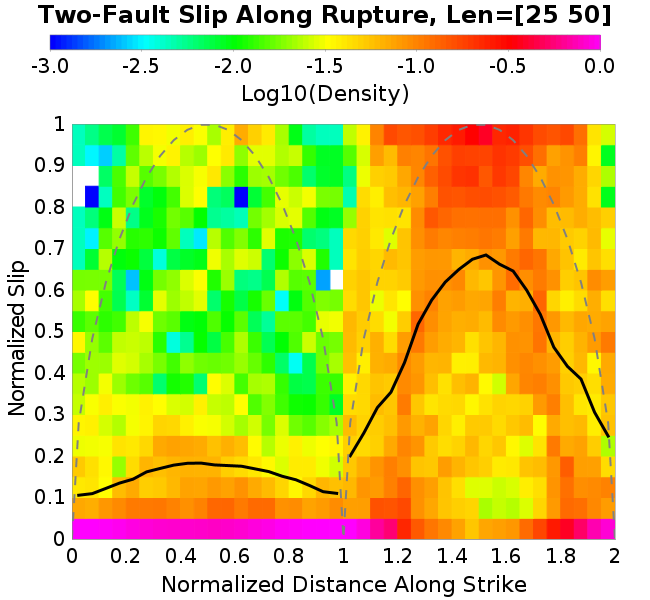 Two-Fault Slip Along Rupture, Len=[25 50]
-3.0 -2.5 -2.0 -1.5 -1.0 -0.5 0.0
Log10(Density)
1
0.9
0.8
0.7
0.6
0.5
0.4
0.3
0.2
0.1
0
Normalized Slip
0 0.2 0.4 0.6 0.8 1 1.2 1.4 1.6 1.8 2
Normalized Distance Along Strike